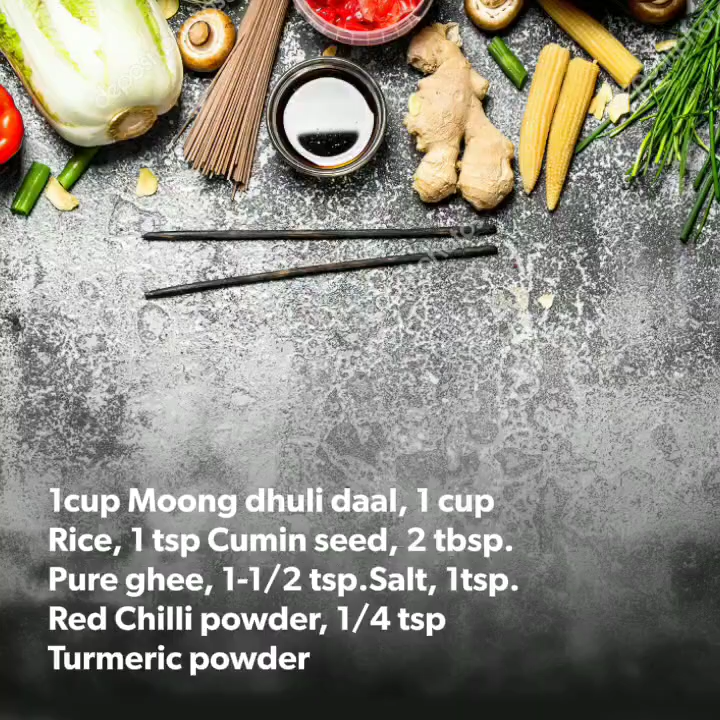 1cup Moong dhuli daal, 1 cup
Rice, 1 tsp Cumin seed, 2 tbsp.
Pure ghee, 1-1/2 tsp.Salt, 1tsp.
Red Chilli powder, 1/4 tsp
Turmeric powder